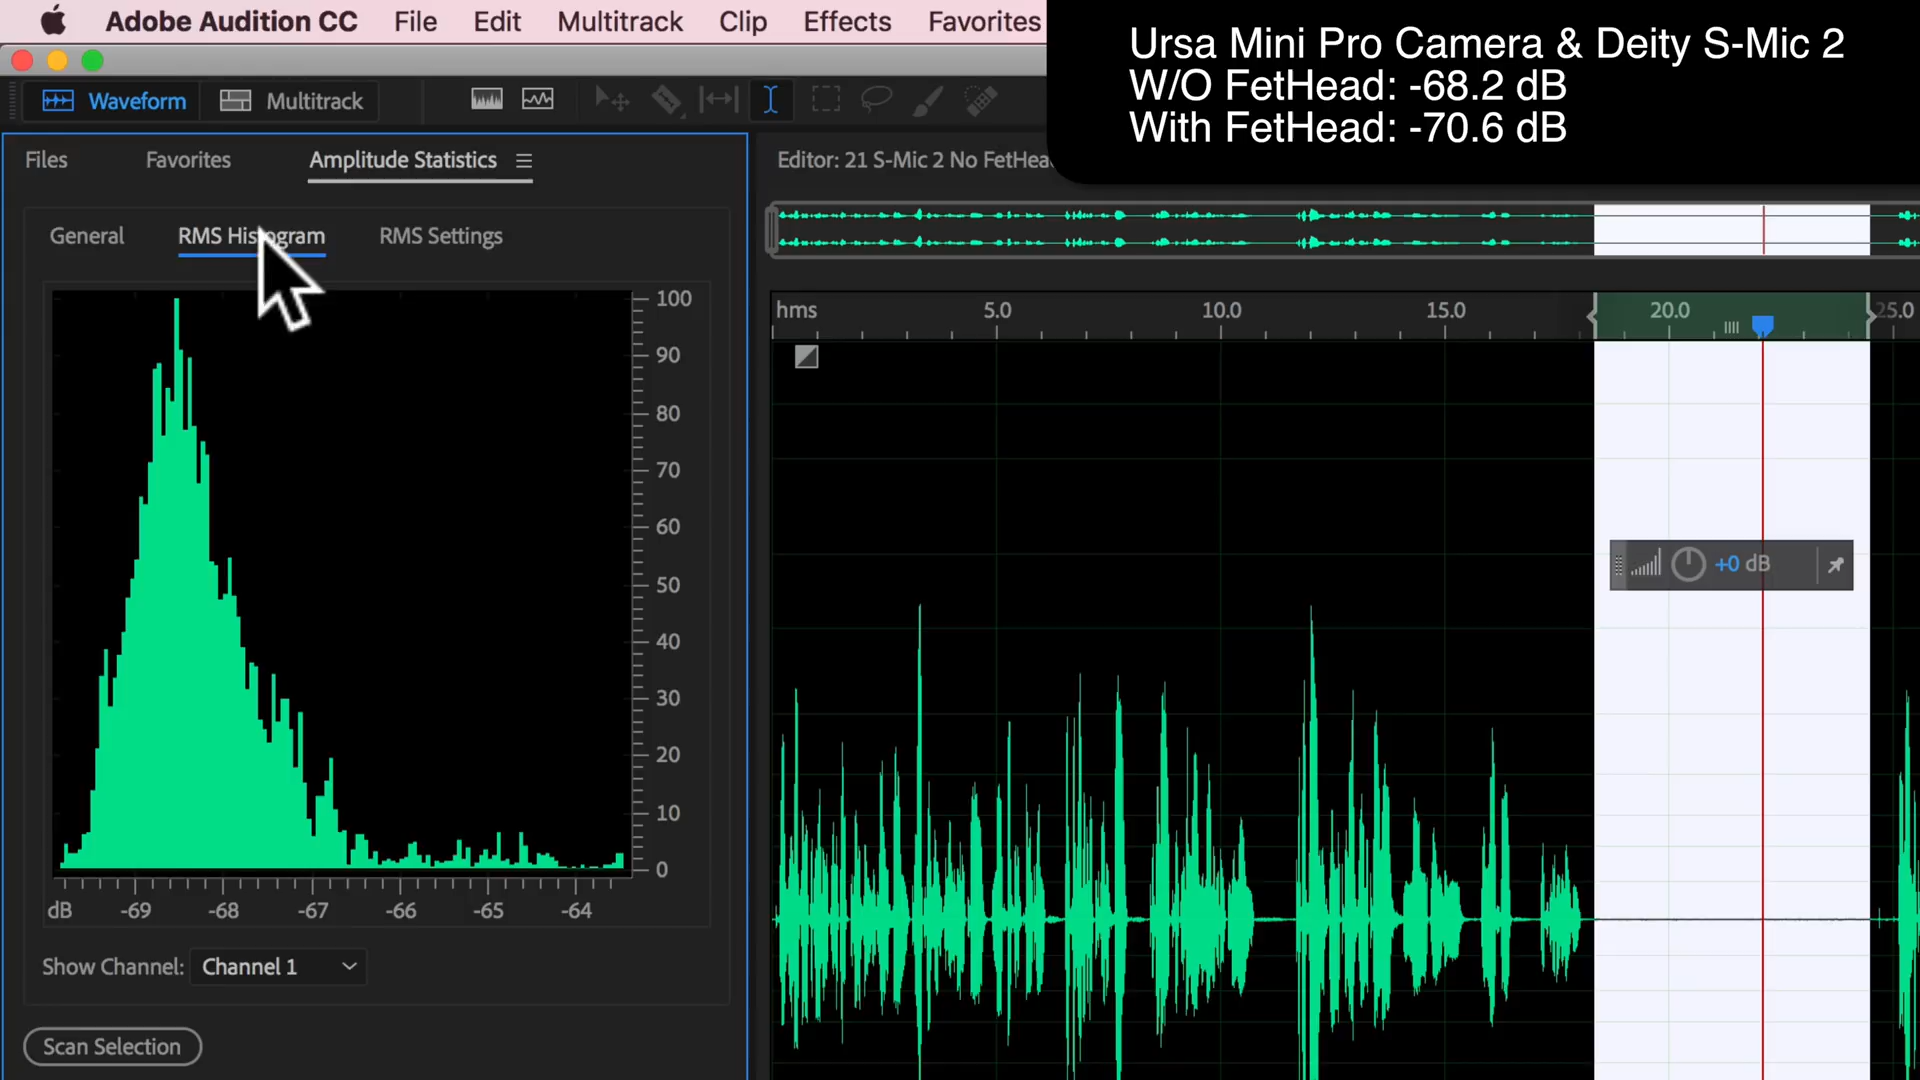 Adobe Audition CC File Edit Multitrack Clip Effects Favorites
Ursa Mini Pro Camera & Deity S-Mic 2
W/O FetHead: -68.2 dB
With FetHead: -70.6 dB
Waveform Multitrack
Files Favorites Amplitude Statistics
Editor: 21 S-Mic 2 No FetHea
General RMS Histogram RMS Settings
100
90
80
70
60
50
40
30
20
10
0
dB -69 -68 -67 -66 -65 -64
Show Channel: Channel 1
Scan Selection
hms 5.0 10.0 15.0 20.0 25.0
+0 dB